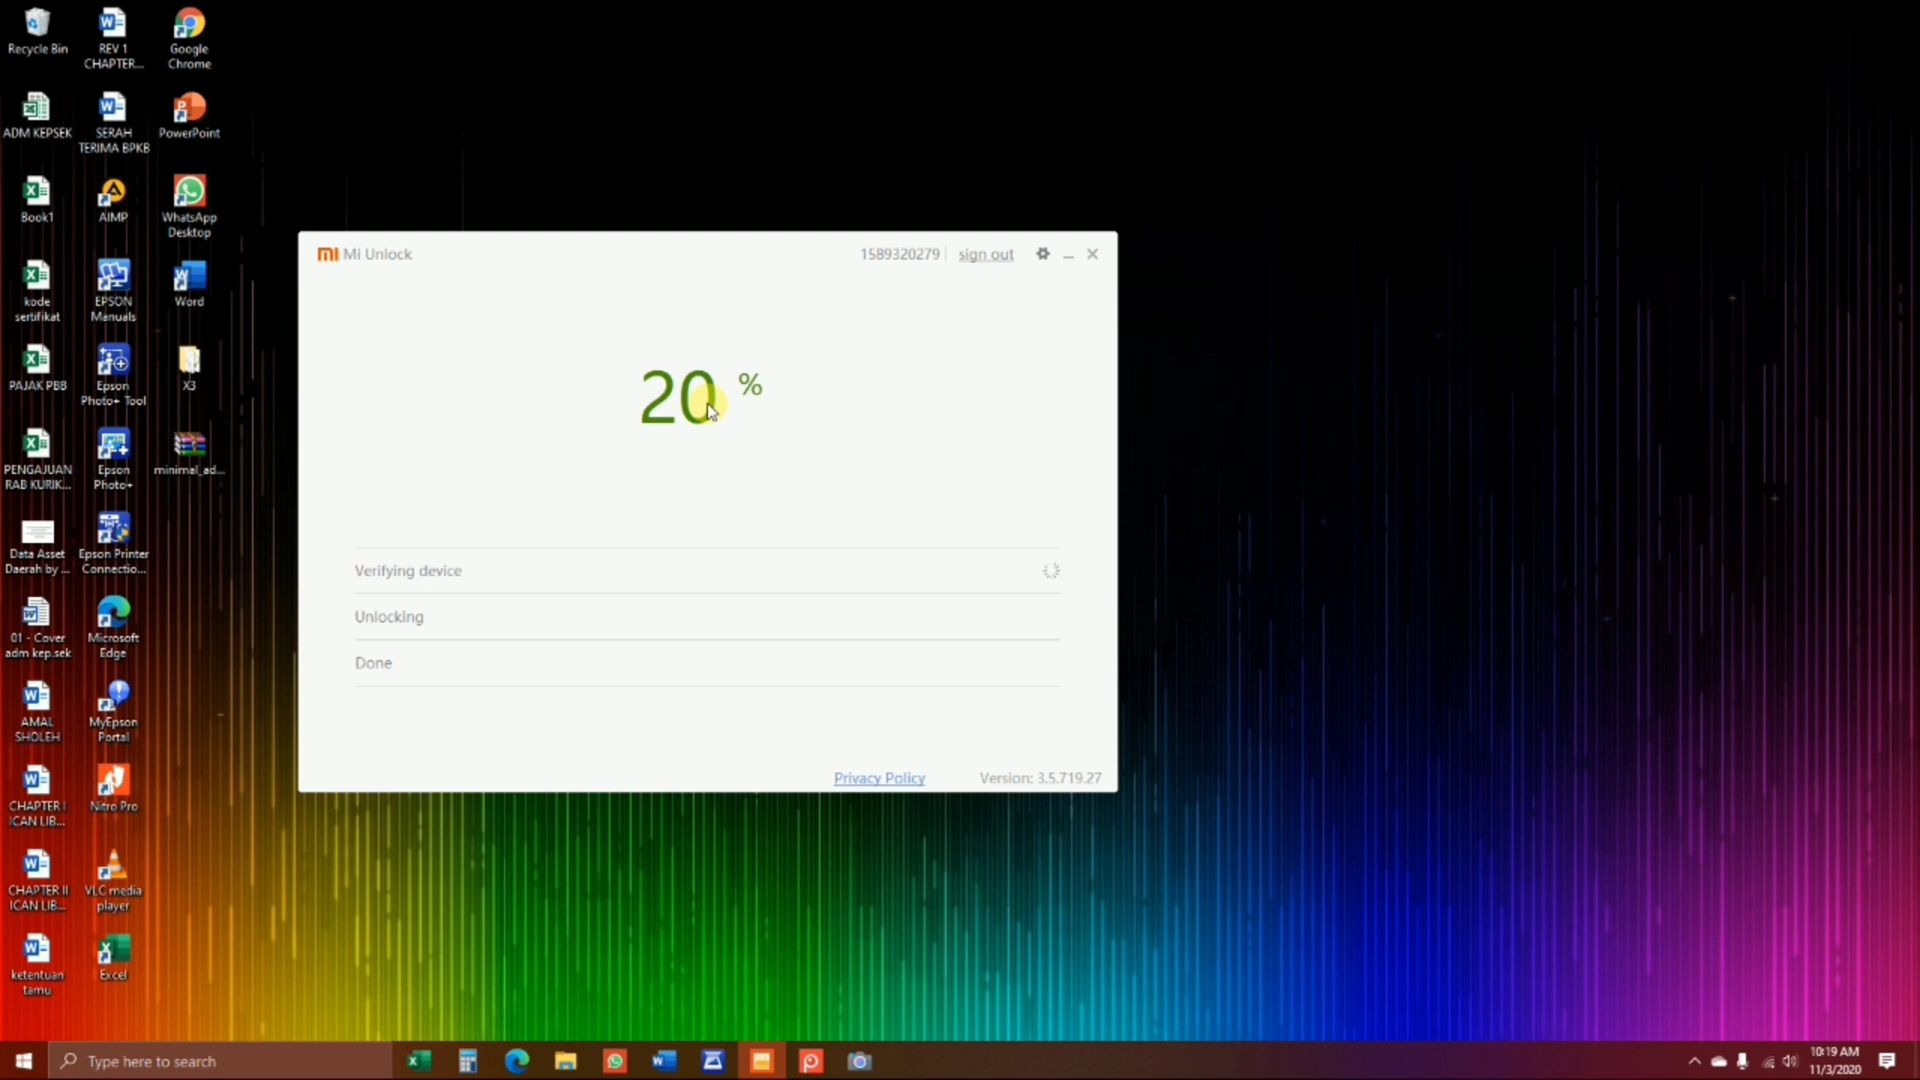 Recycle Bin
REV 1
CHAPTER...
Google
Chrome
ADM KEPSEK
SERAH
TERIMA BPKB
PowerPoint
Book1
AIMP
WhatsApp
Desktop
kode
sertifikat
EPSON
Manuals
Word
PAJAK PBB
Epson
Photo+ Tool
X3
PENGAJUAN
RAB KURIK...
Epson
Photo+
minimal_ad...
Data Asset
Daerah by ...
Epson Printer
Connectio...
01 - Cover
adm kep.sek
Microsoft
Edge
AMAL
SHOLEH
MyEpson
Portal
CHAPTER I
ICAN LIB...
Nitro Pro
CHAPTER II
ICAN LIB...
VLC media
player
ketentuan
tamu
Excel
Mi Unlock
1589320279
sign out
20 %
Verifying device
Unlocking
Done
Privacy Policy
Version: 3.5.719.27
Type here to search
10:19 AM
11/3/2020